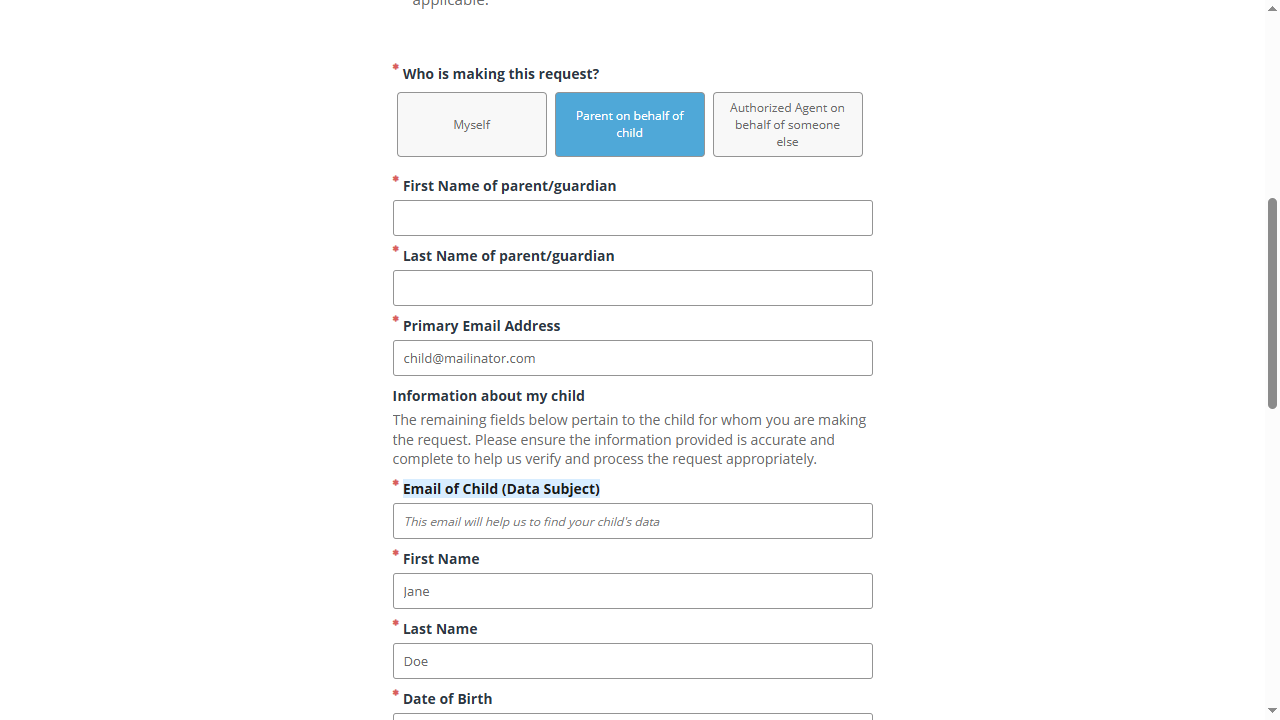 applicable.
* Who is making this request?
Myself
Parent on behalf of
child
Authorized Agent on
behalf of someone
else
* First Name of parent/guardian
* Last Name of parent/guardian
* Primary Email Address
child@mailinator.com
Information about my child
The remaining fields below pertain to the child for whom you are making
the request. Please ensure the information provided is accurate and
complete to help us verify and process the request appropriately.
* Email of Child (Data Subject)
This email will help us to find your child's data
* First Name
Jane
* Last Name
Doe
* Date of Birth